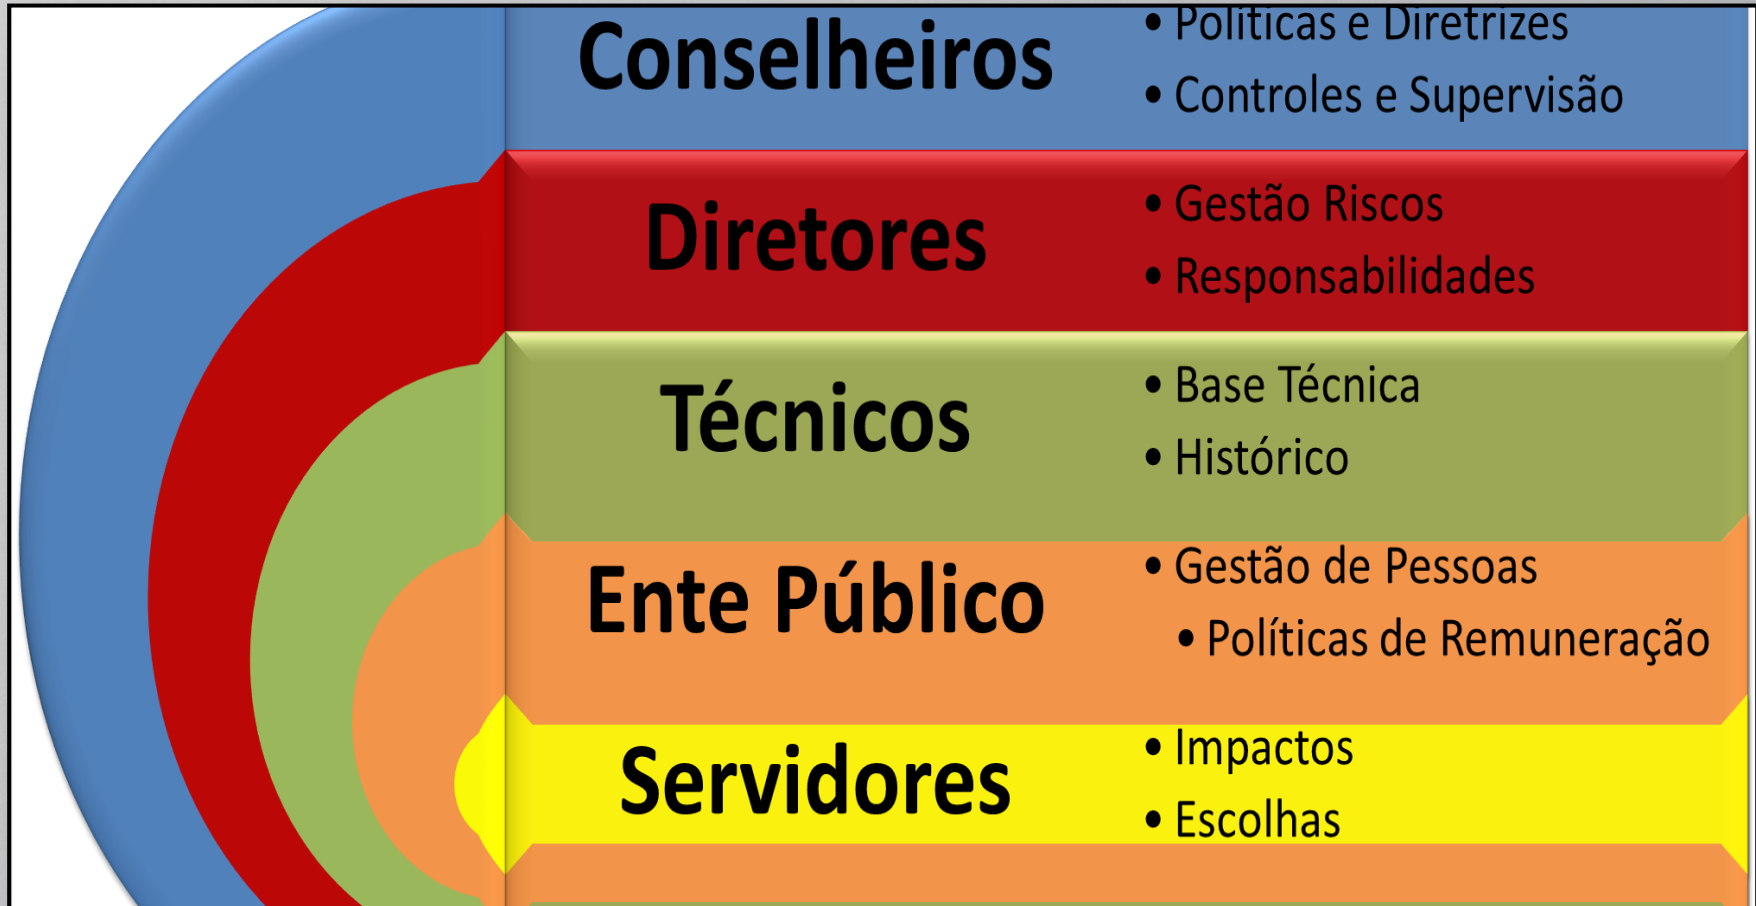 Conselheiros
• Políticas e Diretrizes
• Controles e Supervisão
Diretores
• Gestão Riscos
• Responsabilidades
Técnicos
• Base Técnica
• Histórico
Ente Público
• Gestão de Pessoas
• Políticas de Remuneração
Servidores
• Impactos
• Escolhas